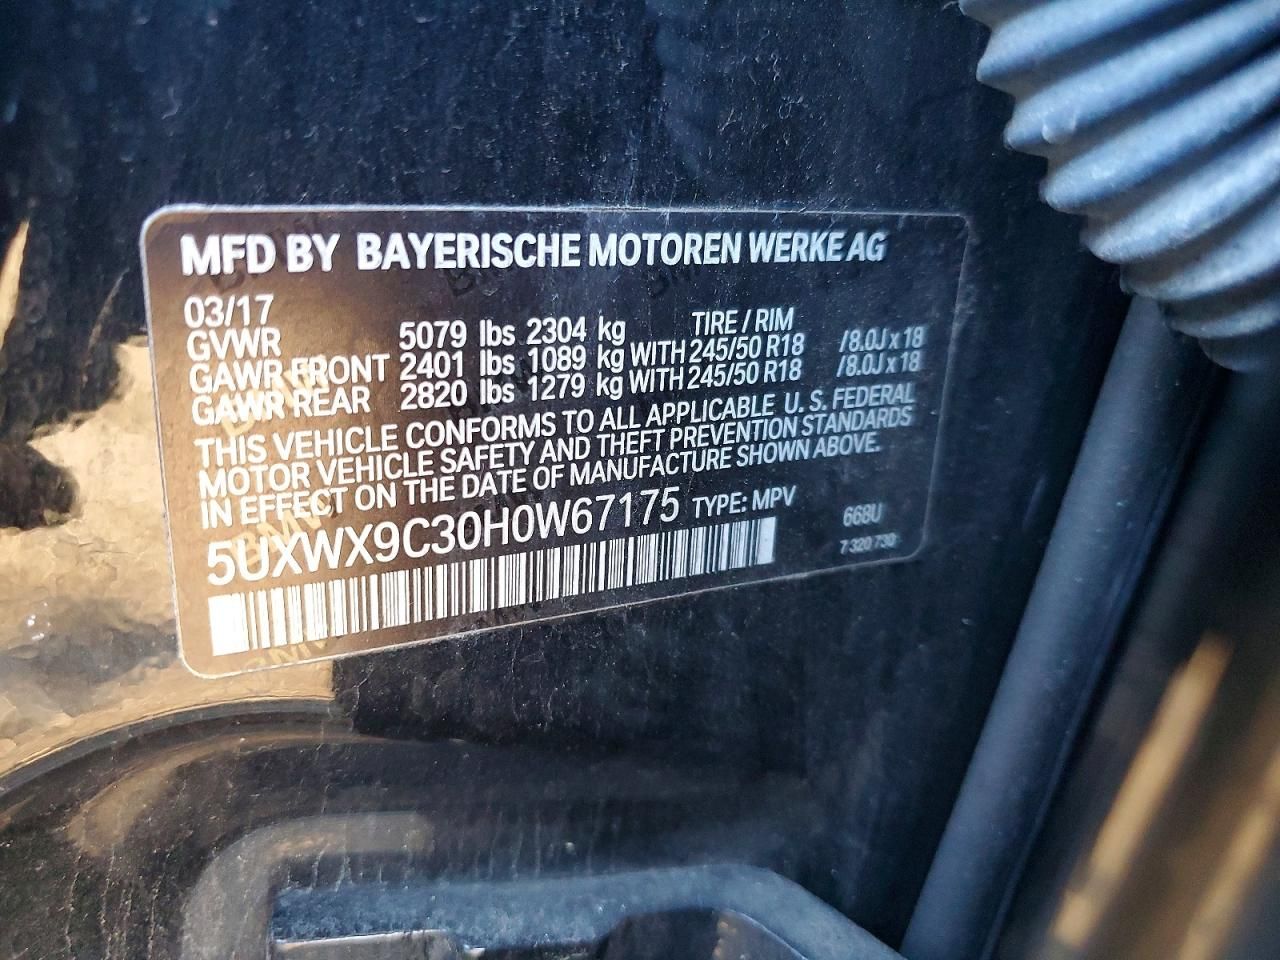 MFD BY BAYERISCHE MOTOREN WERKE AG
03/17
TIRE / RIM
GVWR 5079 lbs 2304 kg
GAWR FRONT 2401 lbs 1089 kg WITH 245/50 R18 /8.0J x 18
GAWR REAR 2820 lbs 1279 kg WITH 245/50 R18 /8.0J x 18
THIS VEHICLE CONFORMS TO ALL APPLICABLE U.S. FEDERAL
MOTOR VEHICLE SAFETY AND THEFT PREVENTION STANDARDS
IN EFFECT ON THE DATE OF MANUFACTURE SHOWN ABOVE.
5UXWX9C30H0W67175 TYPE: MPV 668U
7 320 730